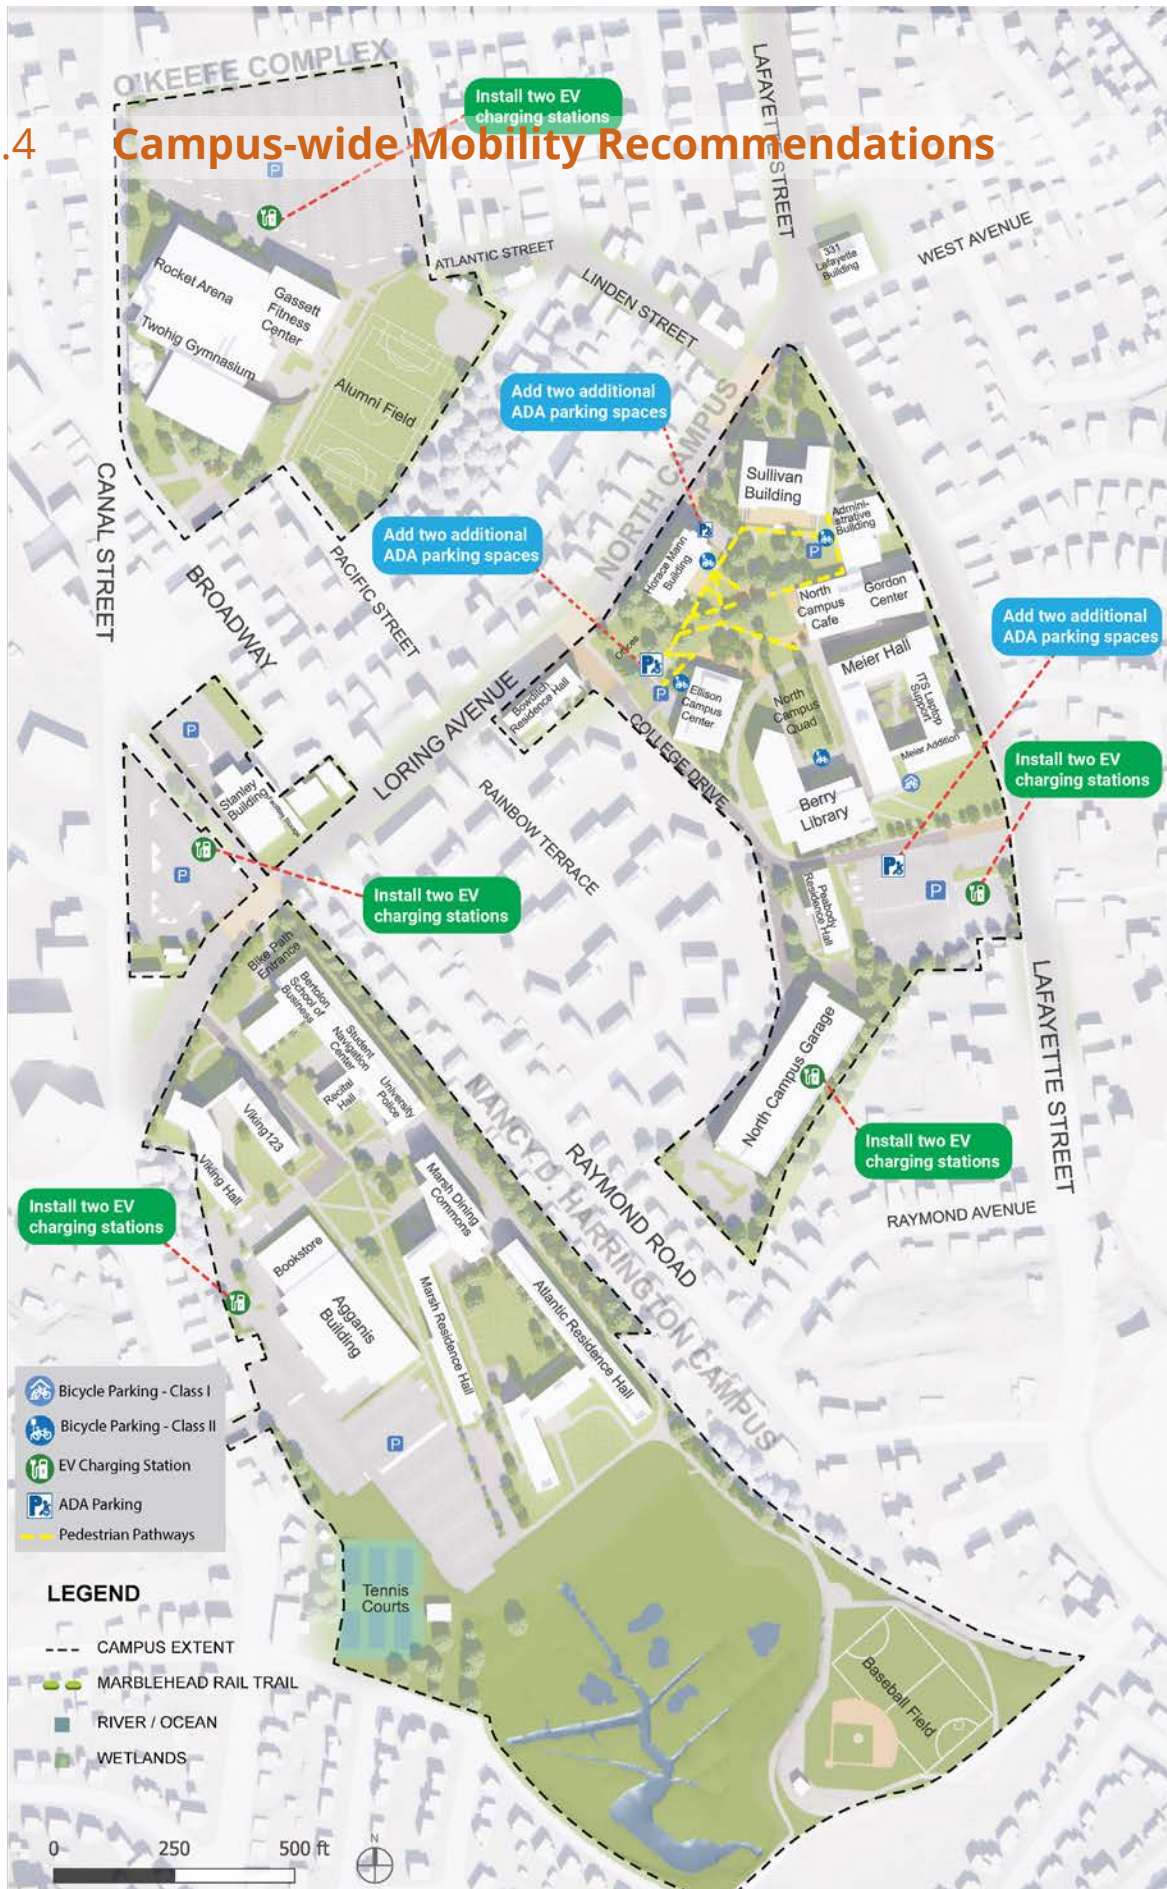 O'KEEFE COMPLEX
Install two EV
charging stations
.4 Campus-wide Mobility Recommendations
LAFAYETTE STREET
P
ATLANTIC STREET
WEST AVENUE
331
Lafayette
Building
LINDEN STREET
Rocket Arena
Gassett
Fitness
Center
Twohig Gymnasium
Alumni Field
Add two additional
ADA parking spaces
NORTH CAMPUS
Sullivan
Building
Admini-
strative
Building
P
CANAL STREET
Add two additional
ADA parking spaces
PACIFIC STREET
BROADWAY
Horace Mann
Building
North
Campus
Cafe
Gordon
Center
Add two additional
ADA parking spaces
Meier Hall
ITS Laptop
Support
Meier Addition
P
Ellison
Campus
Center
North
Campus
Quad
Bowditch
Residence Hall
LORING AVENUE
COLLEGE DRIVE
Install two EV
charging stations
P
Stanley
Building
RAINBOW TERRACE
Berry
Library
P
Install two EV
charging stations
Peabody
Residence Hall
P
Bike Path
Entrance
Bertolon
School of
Business
Student
Navigation
Center
Recital
Hall
University
Police
LAFAYETTE STREET
North Campus Garage
Viking123
Viking Hall
NANCY D. HARRINGTON CAMPUS
RAYMOND ROAD
Install two EV
charging stations
Install two EV
charging stations
Marsh Dining
Commons
RAYMOND AVENUE
Bookstore
Agganis
Building
Marsh Residence Hall
Atlantic Residence Hall
P
Bicycle Parking - Class I
Bicycle Parking - Class II
EV Charging Station
ADA Parking
Pedestrian Pathways
LEGEND
CAMPUS EXTENT
MARBLEHEAD RAIL TRAIL
RIVER / OCEAN
WETLANDS
Tennis
Courts
Baseball Field
0 250 500 ft
N